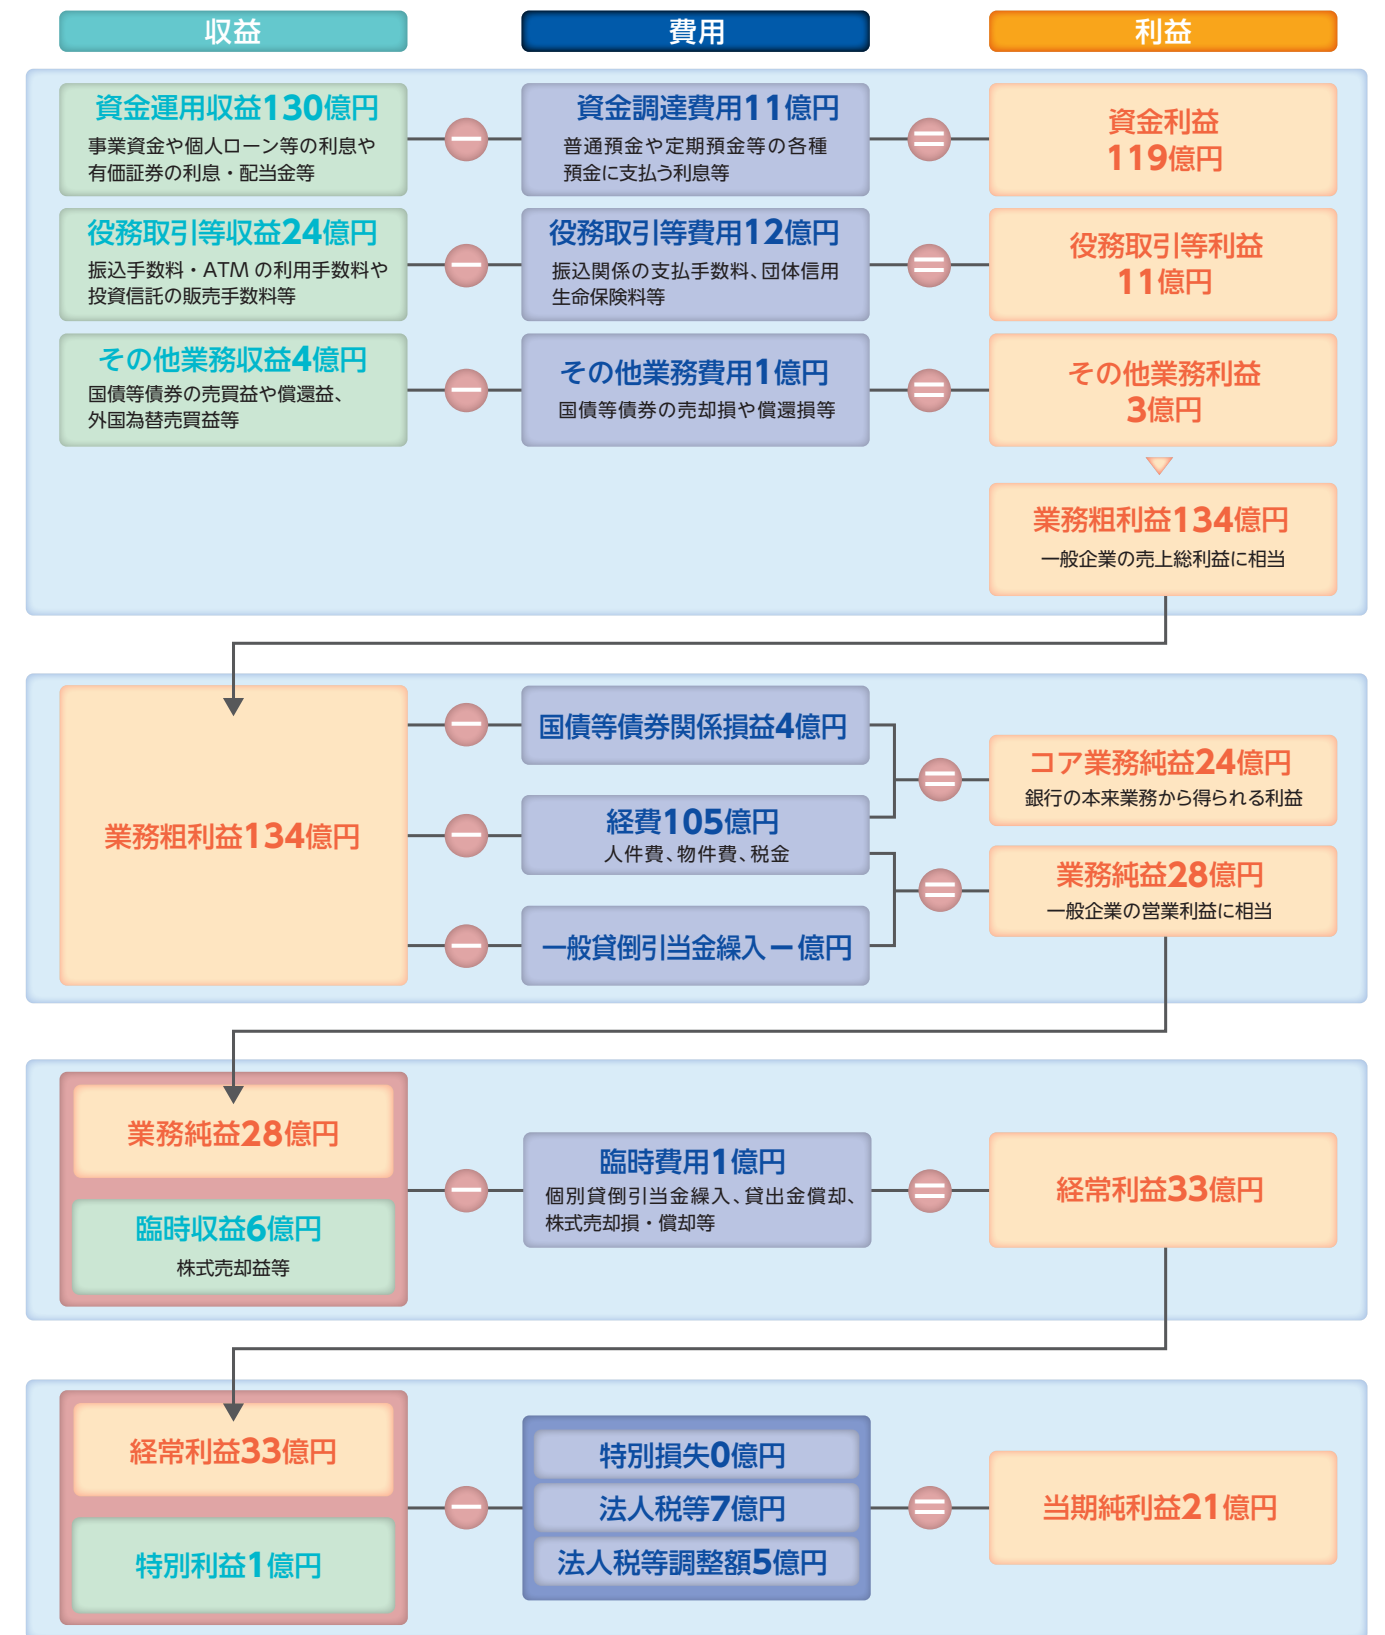 収益
費用
利益
資金運用収益130億円
事業資金や個人ローン等の利息や
有価証券の利息・配当金等
資金調達費用11億円
普通預金や定期預金等の各種
預金に支払う利息等
資金利益
119億円
役務取引等収益24億円
振込手数料・ATMの利用手数料や
投資信託の販売手数料等
役務取引等費用12億円
振込関係の支払手数料、団体信用
生命保険料等
役務取引等利益
11億円
その他業務収益4億円
国債等債券の売買益や償還益、
外国為替売買益等
その他業務費用1億円
国債等債券の売却損や償還損等
その他業務利益
3億円
業務粗利益134億円
一般企業の売上総利益に相当
業務粗利益134億円
国債等債券関係損益4億円
経費105億円
人件費、物件費、税金
一般貸倒引当金繰入ー億円
コア業務純益24億円
銀行の本来業務から得られる利益
業務純益28億円
一般企業の営業利益に相当
業務純益28億円
臨時収益6億円
株式売却益等
臨時費用1億円
個別貸倒引当金繰入、貸出金償却、
株式売却損・償却等
経常利益33億円
経常利益33億円
特別利益1億円
特別損失0億円
法人税等7億円
法人税等調整額5億円
当期純利益21億円